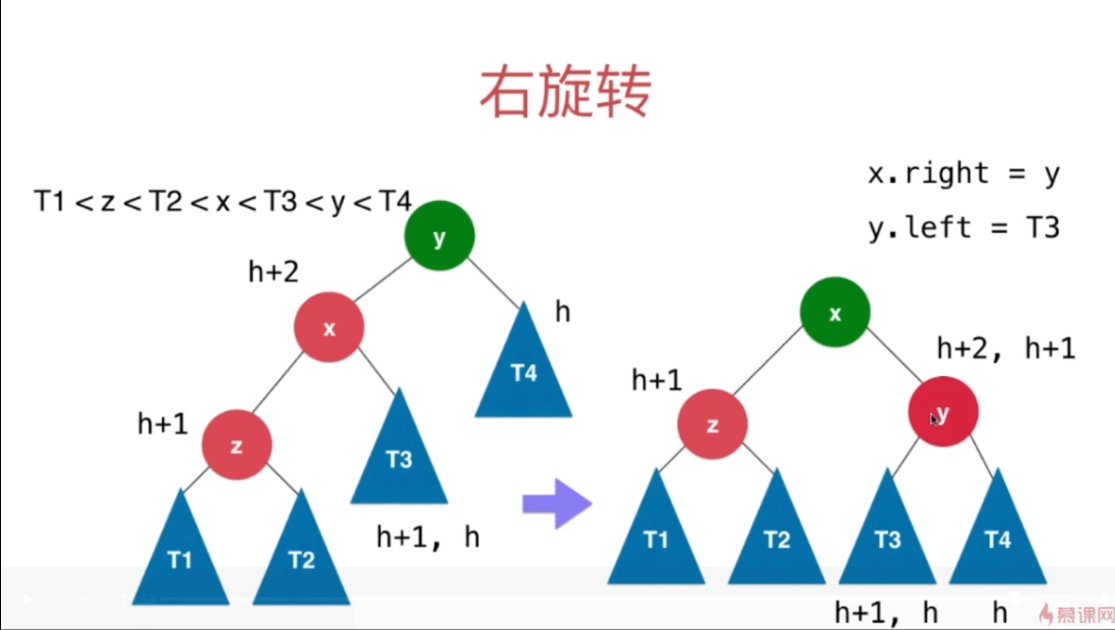 右旋转
x.right = y
T1 < z < T2 < x < T3 < y < T4
y.left = T3
y
h+2
x
h
T4
h+1
z
T3
h+1, h
T1
T2
x
h+2, h+1
h+1
z
y
T1
T2
T3
T4
h+1, h
h
慕课网